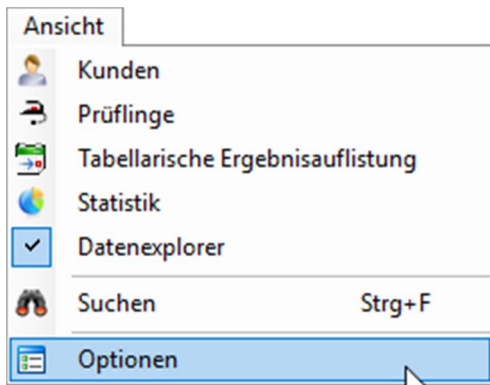 Ansicht
Kunden
Prüflinge
Tabellarische Ergebnisauflistung
Statistik
Datenexplorer
Suchen Strg+F
Optionen